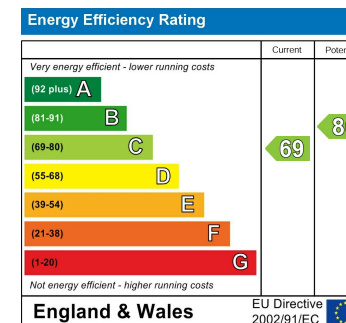 Energy Efficiency Rating
Current
Very energy efficient - lower running costs
(92 plus) A
(81-91) B
(69-80) C
69
(55-68) D
(39-54) E
(21-38) F
(1-20) G
Not energy efficient - higher running costs
England & Wales
EU Directive
2002/91/EC